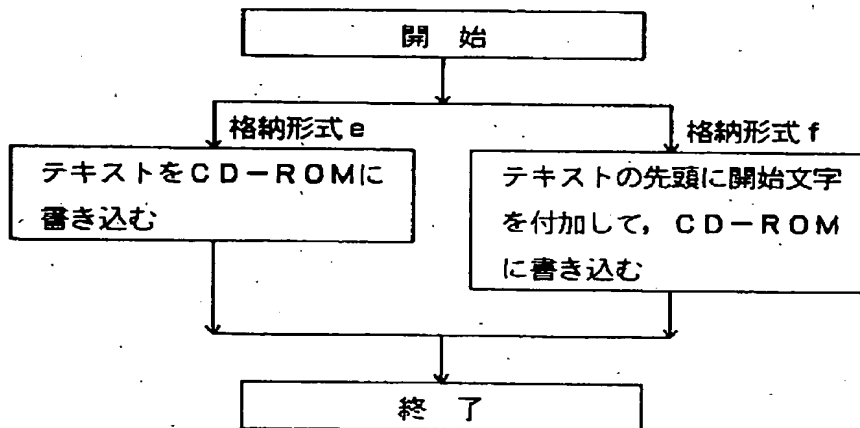 開 始
格納形式e
格納形式f
テキストをCD-ROMに
書き込む
テキストの先頭に開始文字
を付加して，CD-ROM
に書き込む
終 了